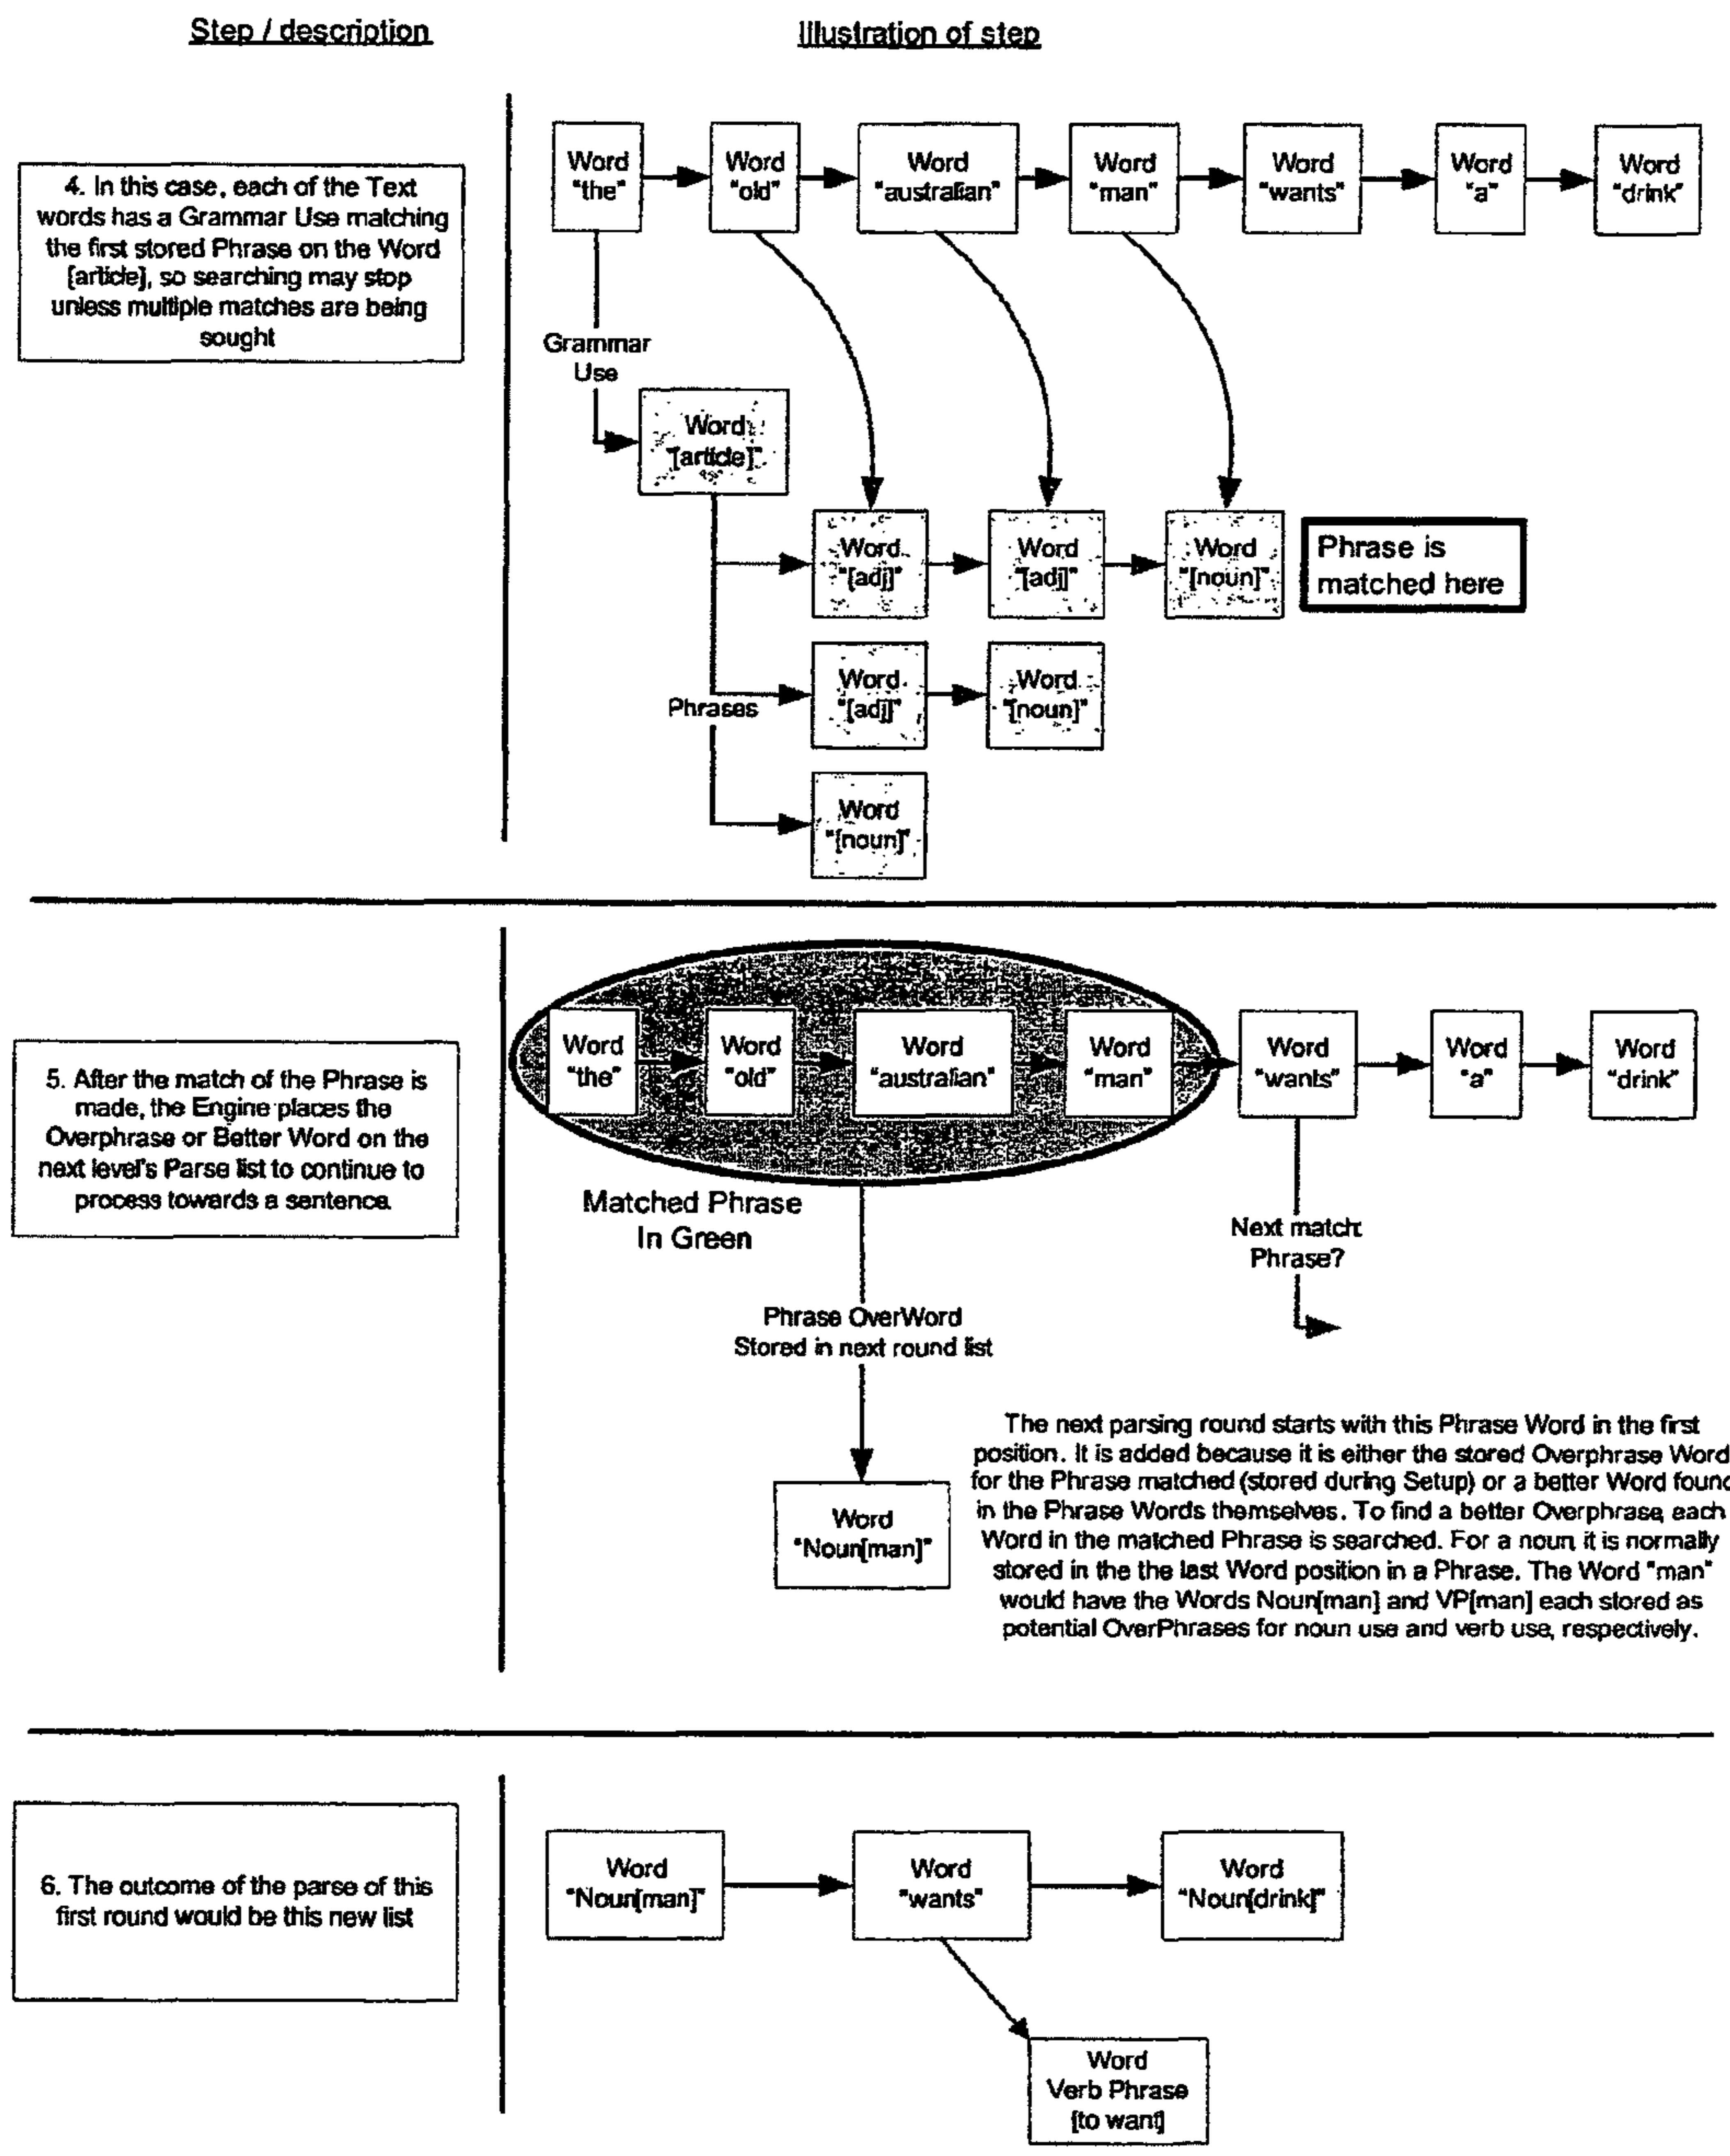 Step / description
Illustration of step
4. In this case, each of the Text
words has a Grammar Use matching
the first stored Phrase on the Word
[article], so searching may stop
unless multiple matches are being
sought
Word
"the"
Word
"old"
Word
"australian"
Word
"man"
Word
"wants"
Word
"a"
Word
"drink"
Grammar
Use
Word
"[article]"
Word
"[adj]"
Word
"[adj]"
Word
"[noun]"
Phrase is
matched here
Phrases
Word
"[adj]"
Word
"[noun]"
Word
"[noun]"
5. After the match of the Phrase is
made, the Engine places the
Overphrase or Better Word on the
next level's Parse list to continue to
process towards a sentence.
Word
"the"
Word
"old"
Word
"australian"
Word
"man"
Word
"wants"
Word
"a"
Word
"drink"
Matched Phrase
In Green
Next match:
Phrase?
Phrase OverWord
Stored in next round list
Word
"Noun[man]"
The next parsing round starts with this Phrase Word in the first
position. It is added because it is either the stored Overphrase Word
for the Phrase matched (stored during Setup) or a better Word found
in the Phrase Words themselves. To find a better Overphrase, each
Word in the matched Phrase is searched. For a noun, it is normally
stored in the the last Word position in a Phrase. The Word "man"
would have the Words Noun[man] and VP[man] each stored as
potential OverPhrases for noun use and verb use, respectively.
6. The outcome of the parse of this
first round would be this new list
Word
"Noun[man]"
Word
"wants"
Word
"Noun[drink]"
Word
Verb Phrase
[to want]